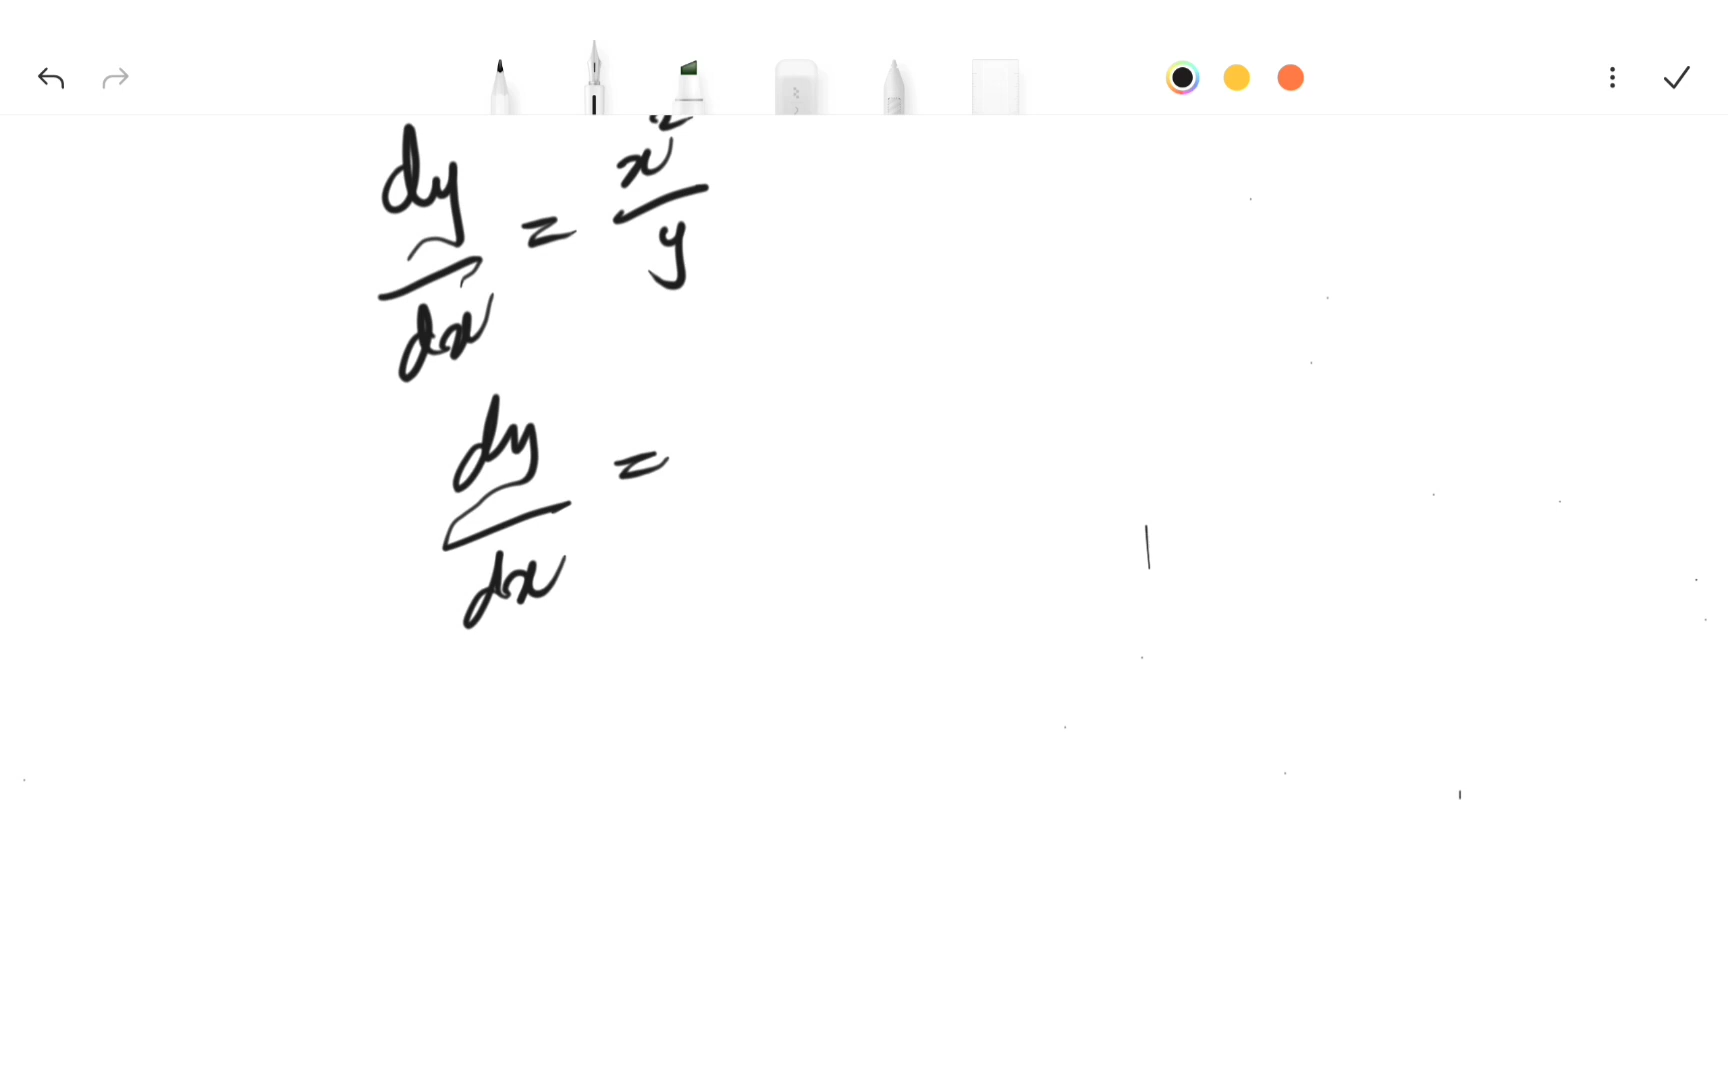 dy/dx = x²/y
dy/dx =